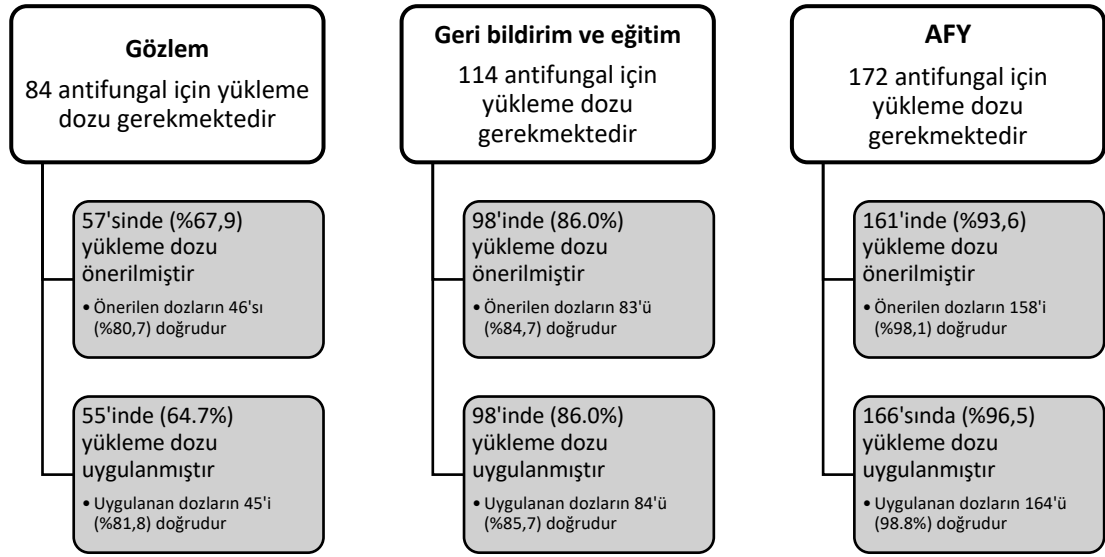 Gözlem
84 antifungal için yükleme
dozu gerekmektedir
57'sinde (%67,9)
yükleme dozu
önerilmiştir
• Önerilen dozların 46'sı
(%80,7) doğrudur
55'inde (64.7%)
yükleme dozu
uygulanmıştır
• Uygulanan dozların 45'i
(%81,8) doğrudur
Geri bildirim ve eğitim
114 antifungal için
yükleme dozu
gerekmektedir
98'inde (86.0%)
yükleme dozu
önerilmiştir
• Önerilen dozların 83'ü
(%84,7) doğrudur
98'inde (86.0%)
yükleme dozu
uygulanmıştır
• Uygulanan dozların 84'ü
(%85,7) doğrudur
AFY
172 antifungal için
yükleme dozu
gerekmektedir
161'inde (%93,6)
yükleme dozu
önerilmiştir
• Önerilen dozların 158'i
(%98,1) doğrudur
166'sında (%96,5)
yükleme dozu
uygulanmıştır
• Uygulanan dozların 164'ü
(98.8%) doğrudur